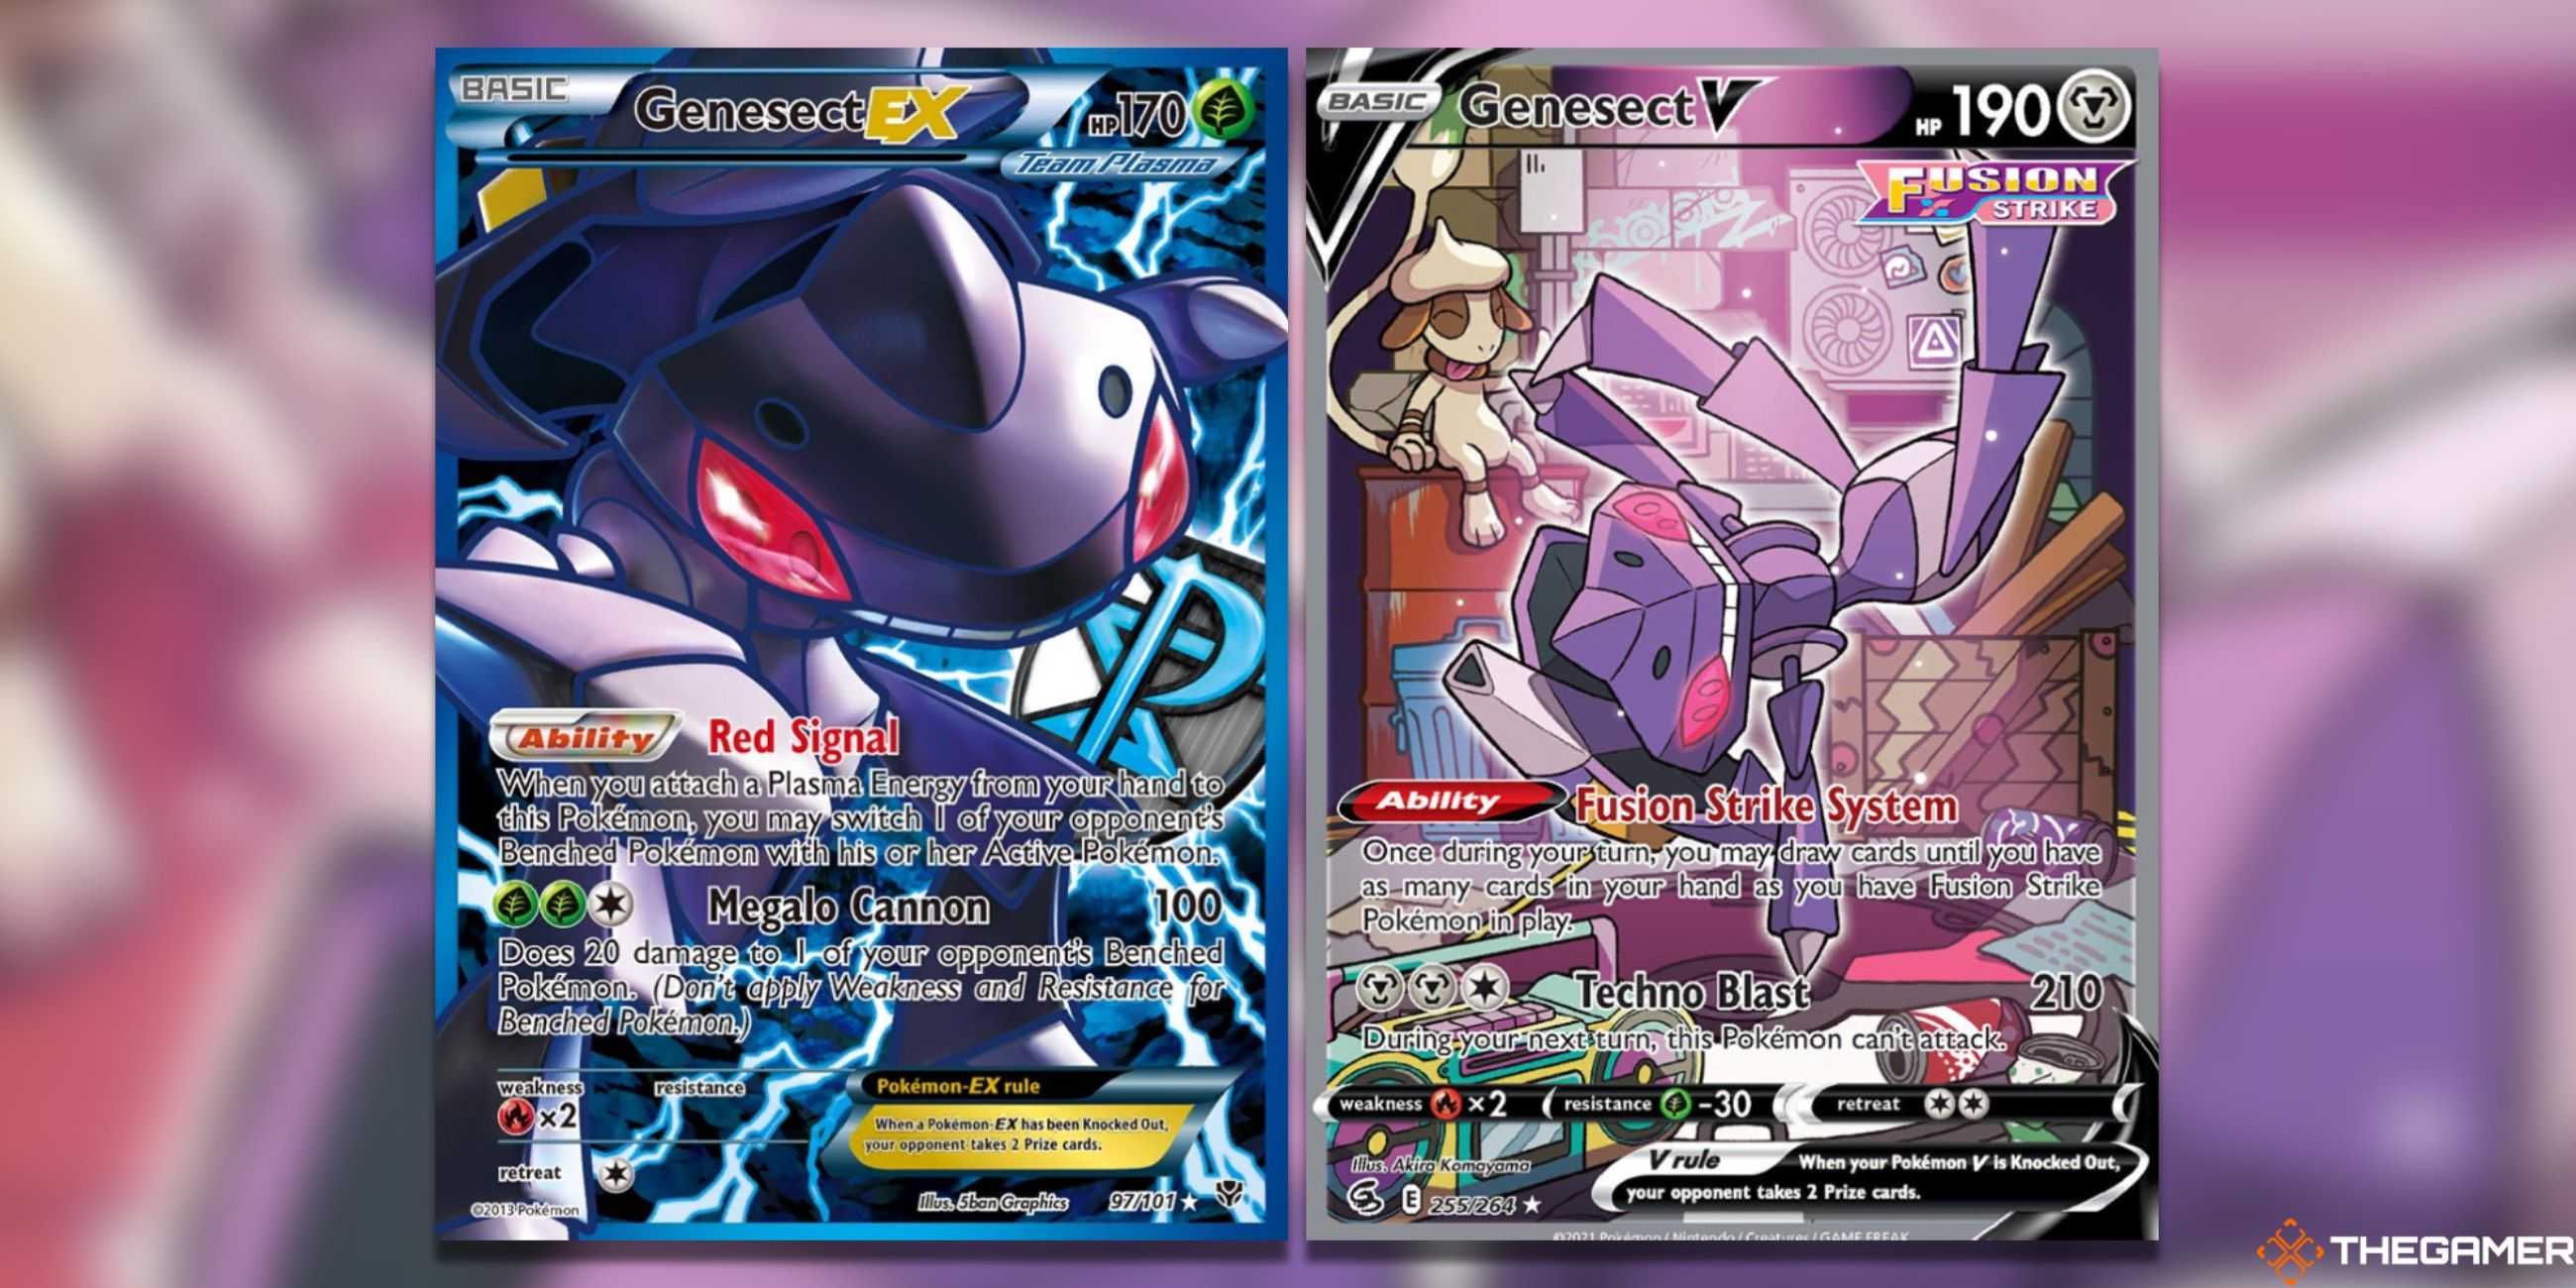 BASIC
Genesect EX
HP 170
Team Plasma
Ability Red Signal
When you attach a Plasma Energy from your hand to
this Pokémon, you may switch 1 of your opponent's
Benched Pokémon with his or her Active Pokémon.
Megalo Cannon 100
Does 20 damage to 1 of your opponent's Benched
Pokémon. (Don't apply Weakness and Resistance for
Benched Pokémon.)
weakness resistance
×2
retreat
Pokémon-EX rule
When a Pokémon-EX has been Knocked Out,
your opponent takes 2 Prize cards.
©2013 Pokémon
Illus. 5ban Graphics 97/101
BASIC
Genesect V
HP 190
FUSION
STRIKE
Ability Fusion Strike System
Once during your turn, you may draw cards until you have
as many cards in your hand as you have Fusion Strike
Pokémon in play.
Techno Blast 210
During your next turn, this Pokémon can't attack.
weakness ×2 resistance -30 retreat
Illus. Akira Komayama
V rule When your Pokémon V is Knocked Out,
your opponent takes 2 Prize cards.
E 255/264
©2021 Pokémon / Nintendo / Creatures / GAME FREAK
THEGAMER